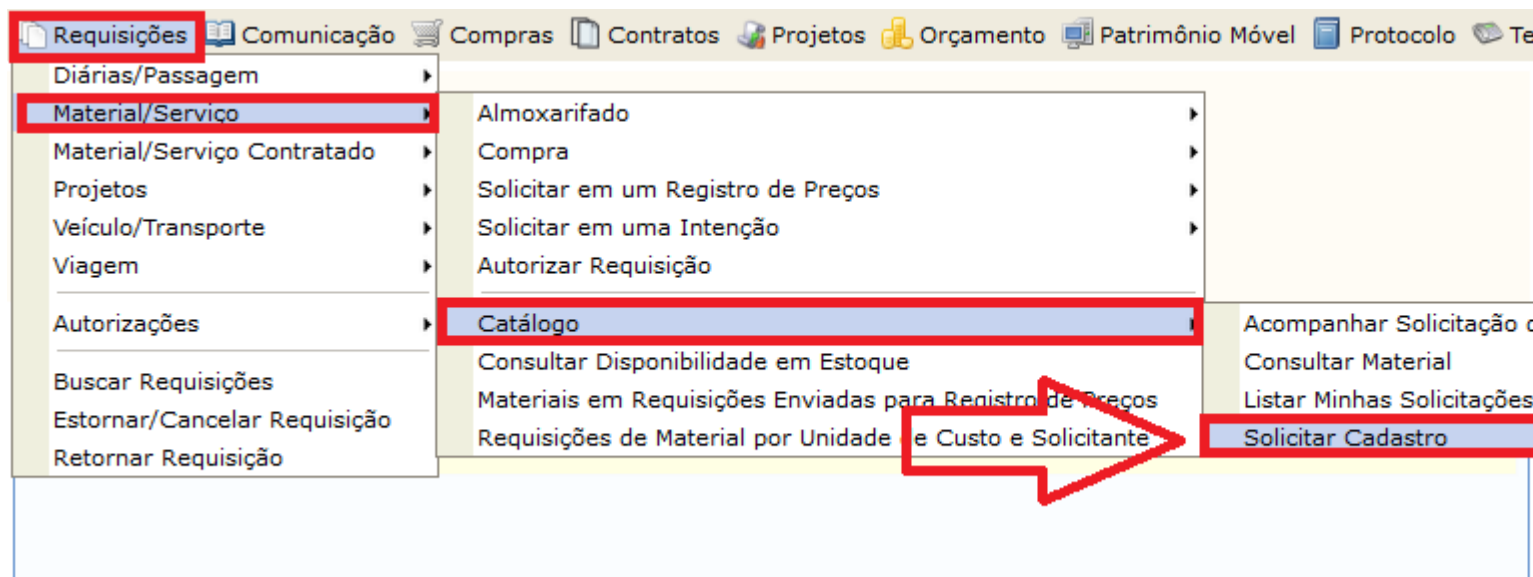 Requisições Comunicação Compras Contratos Projetos Orçamento Patrimônio Móvel Protocolo
Diárias/Passagem
Material/Serviço
Material/Serviço Contratado
Projetos
Veículo/Transporte
Viagem
Autorizações
Buscar Requisições
Estornar/Cancelar Requisição
Retornar Requisição
Almoxarifado
Compra
Solicitar em um Registro de Preços
Solicitar em uma Intenção
Autorizar Requisição
Catálogo
Consultar Disponibilidade em Estoque
Materiais em Requisições Enviadas para Registro de Preços
Requisições de Material por Unidade de Custo e Solicitante
Acompanhar Solicitação
Consultar Material
Listar Minhas Solicitações
Solicitar Cadastro